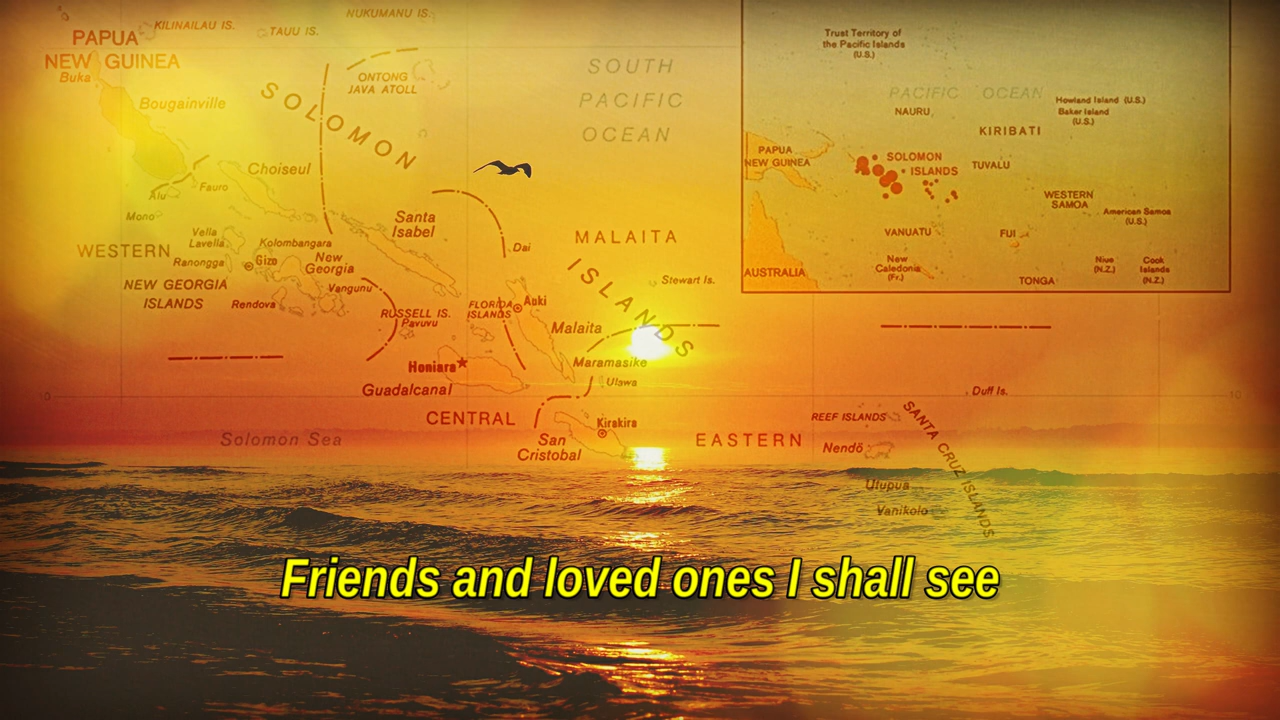 NUKUMANU IS.
KILINAILAU IS.
TAUU IS.
PAPUA
NEW GUINEA
Buka
ONTONG
JAVA ATOLL
SOLOMON
SOUTH
PACIFIC
OCEAN
Bougainville
Choiseul
Alu
Fauro
Mono
Santa
Isabel
Vella
Lavella
Kolombangara
WESTERN
Ranongga
Gizo
New
Georgia
Vangunu
NEW GEORGIA
ISLANDS
Rendova
Dai
MALAITA
ISLANDS
Stewart Is.
RUSSELL IS.
Pavuvu
FLORIDA
ISLANDS
Auki
Malaita
Maramasike
Ulawa
Honiara
Guadalcanal
CENTRAL
Solomon Sea
San
Cristobal
Kirakira
EASTERN
Duff Is.
REEF ISLANDS
Nendö
SANTA CRUZ ISLANDS
Utupua
Vanikolo
10
Trust Territory of
the Pacific Islands
(U.S.)
PACIFIC OCEAN
NAURU
Howland Island (U.S.)
Baker Island
(U.S.)
KIRIBATI
PAPUA
NEW GUINEA
SOLOMON
ISLANDS
TUVALU
WESTERN
SAMOA
American Samoa
(U.S.)
VANUATU
FIJI
New
Caledonia
(Fr.)
Niue
(N.Z.)
Cook
Islands
(N.Z.)
AUSTRALIA
TONGA
Friends and loved ones I shall see